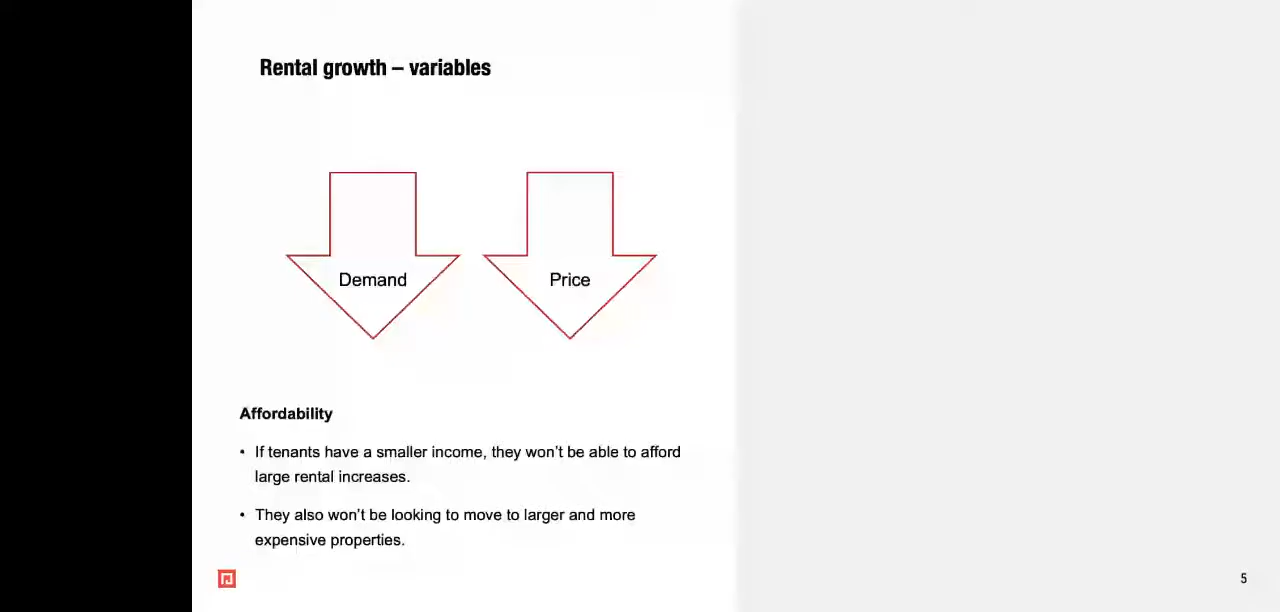 Rental growth – variables
Demand
Price
Affordability
• If tenants have a smaller income, they won’t be able to afford
large rental increases.
• They also won’t be looking to move to larger and more
expensive properties.
5